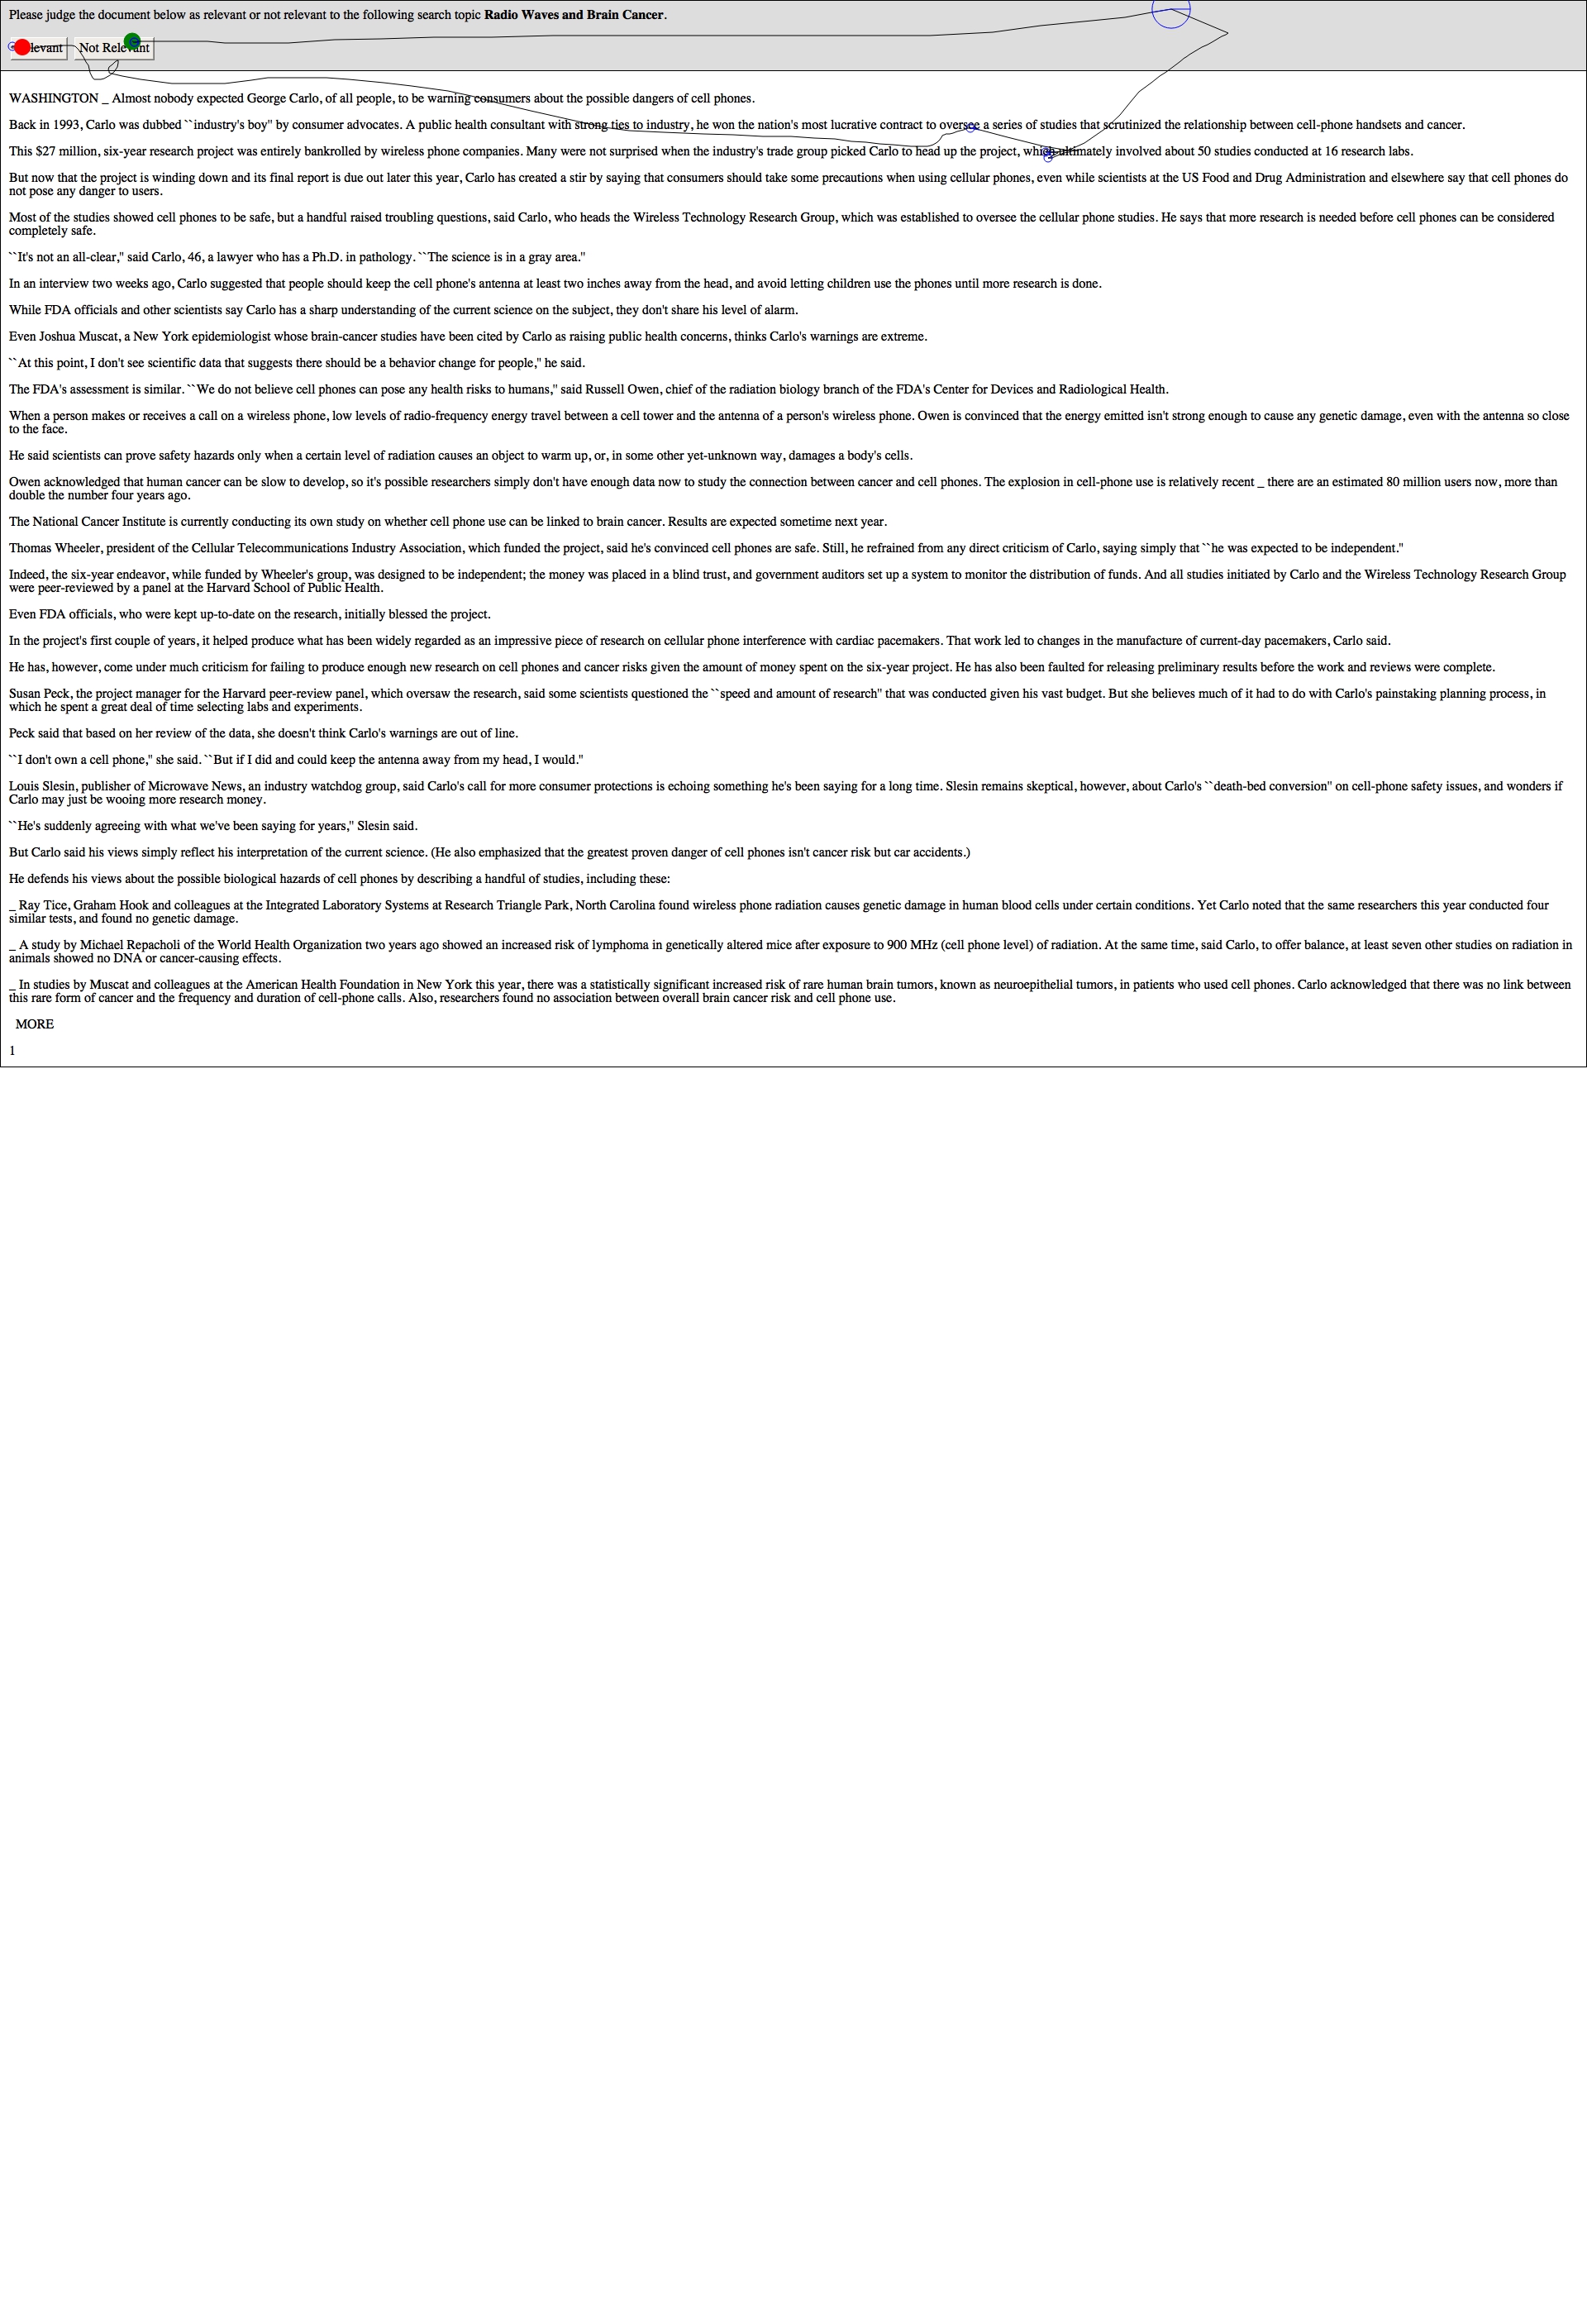 Please judge the document below as relevant or not relevant to the following search topic Radio Waves and Brain Cancer.
levant Not Relevant
WASHINGTON _ Almost nobody expected George Carlo, of all people, to be warning consumers about the possible dangers of cell phones.
Back in 1993, Carlo was dubbed ``industry's boy'' by consumer advocates. A public health consultant with strong ties to industry, he won the nation's most lucrative contract to oversee a series of studies that scrutinized the relationship between cell-phone handsets and cancer.
This $27 million, six-year research project was entirely bankrolled by wireless phone companies. Many were not surprised when the industry's trade group picked Carlo to head up the project, which ultimately involved about 50 studies conducted at 16 research labs.
But now that the project is winding down and its final report is due out later this year, Carlo has created a stir by saying that consumers should take some precautions when using cellular phones, even while scientists at the US Food and Drug Administration and elsewhere say that cell phones do
not pose any danger to users.
Most of the studies showed cell phones to be safe, but a handful raised troubling questions, said Carlo, who heads the Wireless Technology Research Group, which was established to oversee the cellular phone studies. He says that more research is needed before cell phones can be considered
completely safe.
``It's not an all-clear,'' said Carlo, 46, a lawyer who has a Ph.D. in pathology. ``The science is in a gray area.''
In an interview two weeks ago, Carlo suggested that people should keep the cell phone's antenna at least two inches away from the head, and avoid letting children use the phones until more research is done.
While FDA officials and other scientists say Carlo has a sharp understanding of the current science on the subject, they don't share his level of alarm.
Even Joshua Muscat, a New York epidemiologist whose brain-cancer studies have been cited by Carlo as raising public health concerns, thinks Carlo's warnings are extreme.
``At this point, I don't see scientific data that suggests there should be a behavior change for people,'' he said.
The FDA's assessment is similar. ``We do not believe cell phones can pose any health risks to humans,'' said Russell Owen, chief of the radiation biology branch of the FDA's Center for Devices and Radiological Health.
When a person makes or receives a call on a wireless phone, low levels of radio-frequency energy travel between a cell tower and the antenna of a person's wireless phone. Owen is convinced that the energy emitted isn't strong enough to cause any genetic damage, even with the antenna so close
to the face.
He said scientists can prove safety hazards only when a certain level of radiation causes an object to warm up, or, in some other yet-unknown way, damages a body's cells.
Owen acknowledged that human cancer can be slow to develop, so it's possible researchers simply don't have enough data now to study the connection between cancer and cell phones. The explosion in cell-phone use is relatively recent _ there are an estimated 80 million users now, more than
double the number four years ago.
The National Cancer Institute is currently conducting its own study on whether cell phone use can be linked to brain cancer. Results are expected sometime next year.
Thomas Wheeler, president of the Cellular Telecommunications Industry Association, which funded the project, said he's convinced cell phones are safe. Still, he refrained from any direct criticism of Carlo, saying simply that ``he was expected to be independent.''
Indeed, the six-year endeavor, while funded by Wheeler's group, was designed to be independent; the money was placed in a blind trust, and government auditors set up a system to monitor the distribution of funds. And all studies initiated by Carlo and the Wireless Technology Research Group
were peer-reviewed by a panel at the Harvard School of Public Health.
Even FDA officials, who were kept up-to-date on the research, initially blessed the project.
In the project's first couple of years, it helped produce what has been widely regarded as an impressive piece of research on cellular phone interference with cardiac pacemakers. That work led to changes in the manufacture of current-day pacemakers, Carlo said.
He has, however, come under much criticism for failing to produce enough new research on cell phones and cancer risks given the amount of money spent on the six-year project. He has also been faulted for releasing preliminary results before the work and reviews were complete.
Susan Peck, the project manager for the Harvard peer-review panel, which oversaw the research, said some scientists questioned the ``speed and amount of research'' that was conducted given his vast budget. But she believes much of it had to do with Carlo's painstaking planning process, in
which he spent a great deal of time selecting labs and experiments.
Peck said that based on her review of the data, she doesn't think Carlo's warnings are out of line.
``I don't own a cell phone,'' she said. ``But if I did and could keep the antenna away from my head, I would.''
Louis Slesin, publisher of Microwave News, an industry watchdog group, said Carlo's call for more consumer protections is echoing something he's been saying for a long time. Slesin remains skeptical, however, about Carlo's ``death-bed conversion'' on cell-phone safety issues, and wonders if
Carlo may just be wooing more research money.
``He's suddenly agreeing with what we've been saying for years,'' Slesin said.
But Carlo said his views simply reflect his interpretation of the current science. (He also emphasized that the greatest proven danger of cell phones isn't cancer risk but car accidents.)
He defends his views about the possible biological hazards of cell phones by describing a handful of studies, including these:
_ Ray Tice, Graham Hook and colleagues at the Integrated Laboratory Systems at Research Triangle Park, North Carolina found wireless phone radiation causes genetic damage in human blood cells under certain conditions. Yet Carlo noted that the same researchers this year conducted four
similar tests, and found no genetic damage.
_ A study by Michael Repacholi of the World Health Organization two years ago showed an increased risk of lymphoma in genetically altered mice after exposure to 900 MHz (cell phone level) of radiation. At the same time, said Carlo, to offer balance, at least seven other studies on radiation in
animals showed no DNA or cancer-causing effects.
_ In studies by Muscat and colleagues at the American Health Foundation in New York this year, there was a statistically significant increased risk of rare human brain tumors, known as neuroepithelial tumors, in patients who used cell phones. Carlo acknowledged that there was no link between
this rare form of cancer and the frequency and duration of cell-phone calls. Also, researchers found no association between overall brain cancer risk and cell phone use.
MORE
1